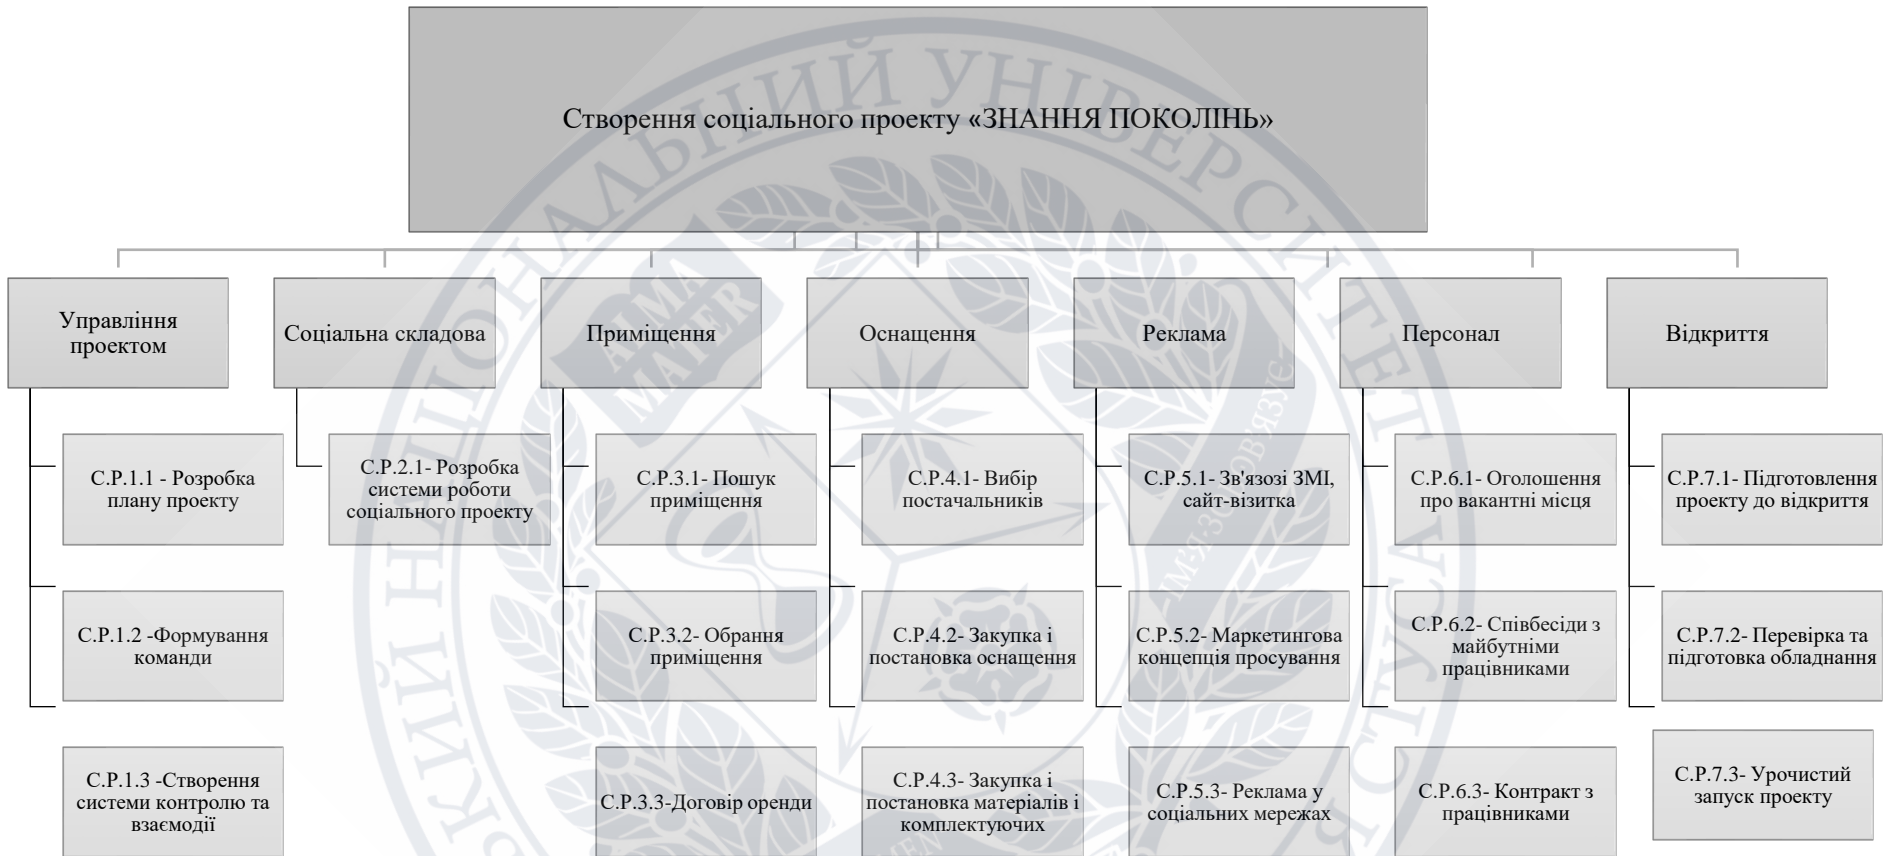 Створення соціального проекту «ЗНАННЯ ПОКОЛІНЬ»
Управління
проектом
Соціальна складова
Приміщення
Оснащення
Реклама
Персонал
Відкриття
С.Р.1.1 - Розробка
плану проекту
С.Р.2.1- Розробка
системи роботи
соціального проекту
С.Р.3.1- Пошук
приміщення
С.Р.4.1- Вибір
постачальників
С.Р.5.1- Зв'язозі ЗМІ,
сайт-візитка
С.Р.6.1- Оголошення
про вакантні місця
С.Р.7.1- Підготовлення
проекту до відкриття
С.Р.1.2 -Формування
команди
С.Р.3.2- Обрання
приміщення
С.Р.4.2- Закупка і
постановка оснащення
С.Р.5.2- Маркетингова
концепція просування
С.Р.6.2- Співбесіди з
майбутніми
працівниками
С.Р.7.2- Перевірка та
підготовка обладнання
С.Р.1.3 -Створення
системи контролю та
взаємодії
С.Р.3.3-Договір оренди
С.Р.4.3- Закупка і
постановка матеріалів і
комплектуючих
С.Р.5.3- Реклама у
соціальних мережах
С.Р.6.3- Контракт з
працівниками
С.Р.7.3- Урочистий
запуск проекту
НАЦІОНАЛЬНИЙ УНІВЕРСИТЕТ
ALMA
MATER